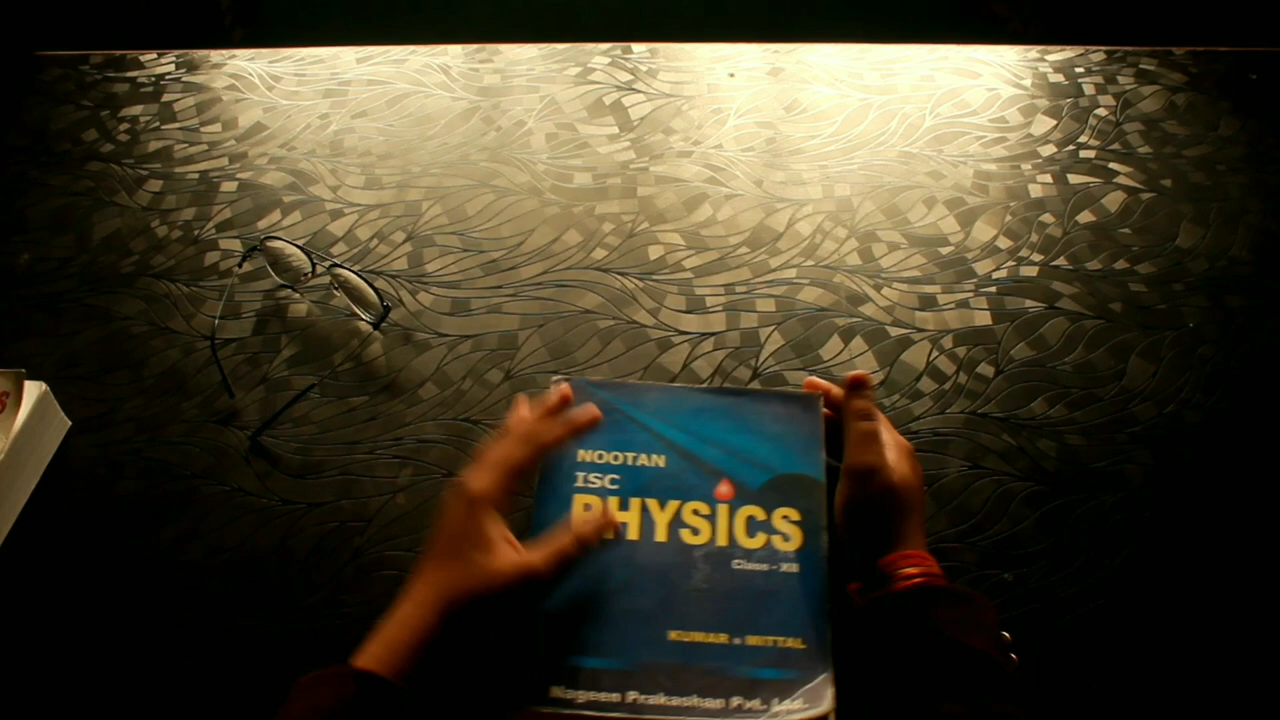 NOOTAN
ISC
PHYSICS
Class - XII
KUMAR • MITTAL
Nageen Prakashan Pvt. Ltd.